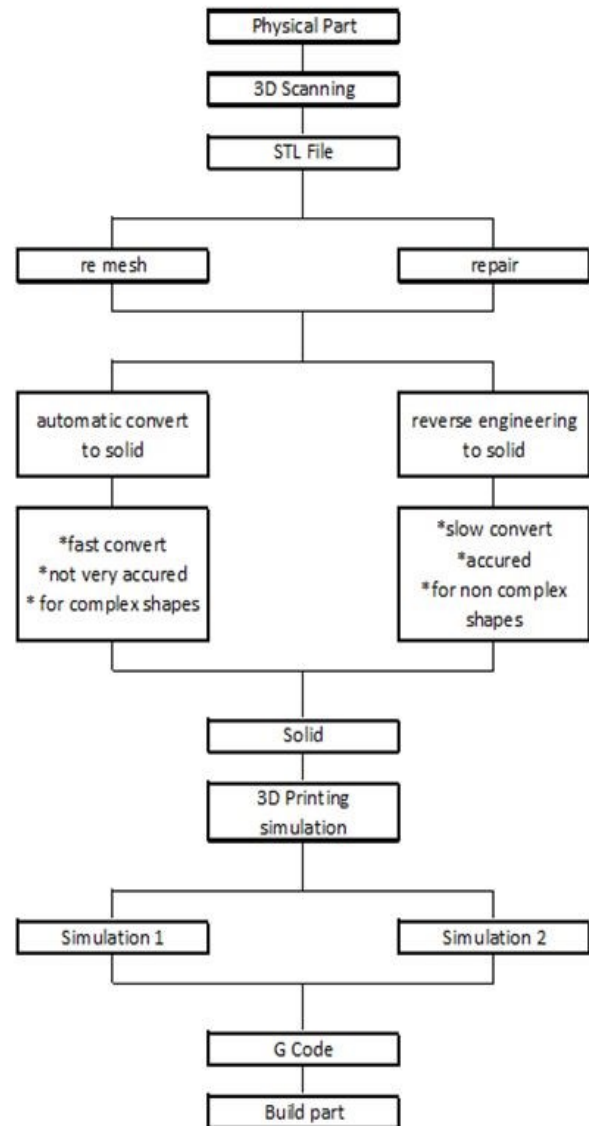 Physical Part
3D Scanning
STL File
re mesh
repair
automatic convert
to solid
reverse engineering
to solid
*fast convert
*not very accured
* for complex shapes
*slow convert
*accured
*for non complex
shapes
Solid
3D Printing
simulation
Simulation 1
Simulation 2
G Code
Build part